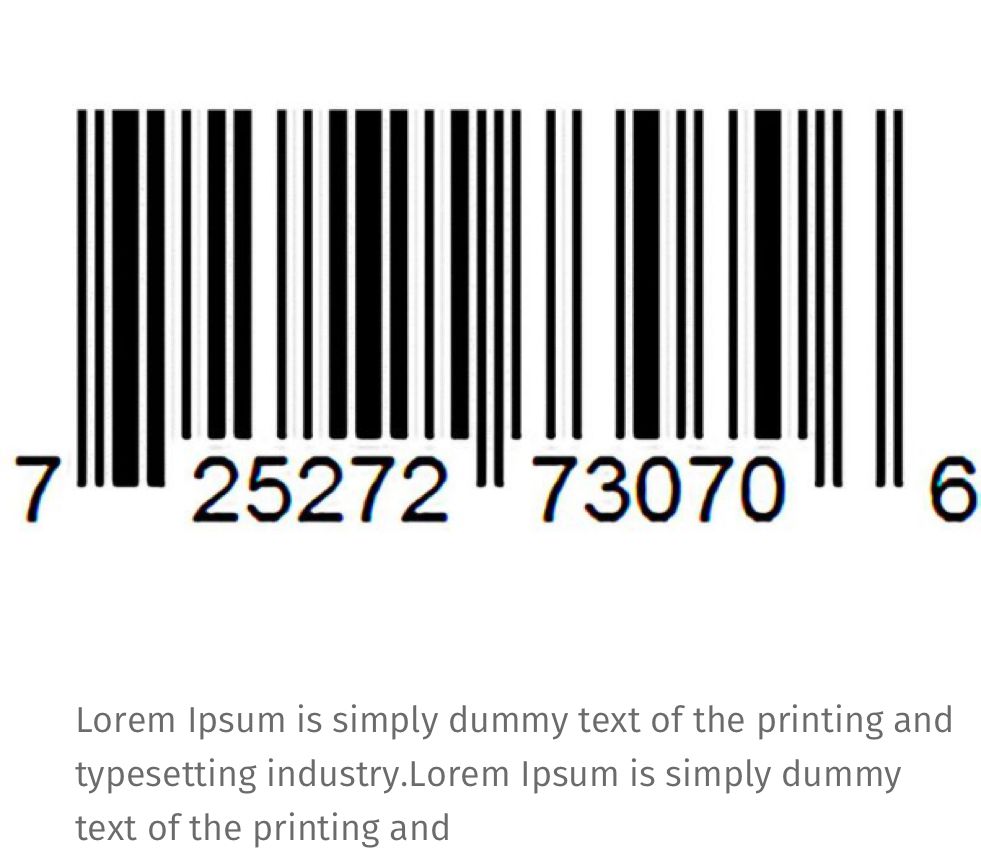 7 25272 73070 6
Lorem Ipsum is simply dummy text of the printing and
typesetting industry.Lorem Ipsum is simply dummy
text of the printing and